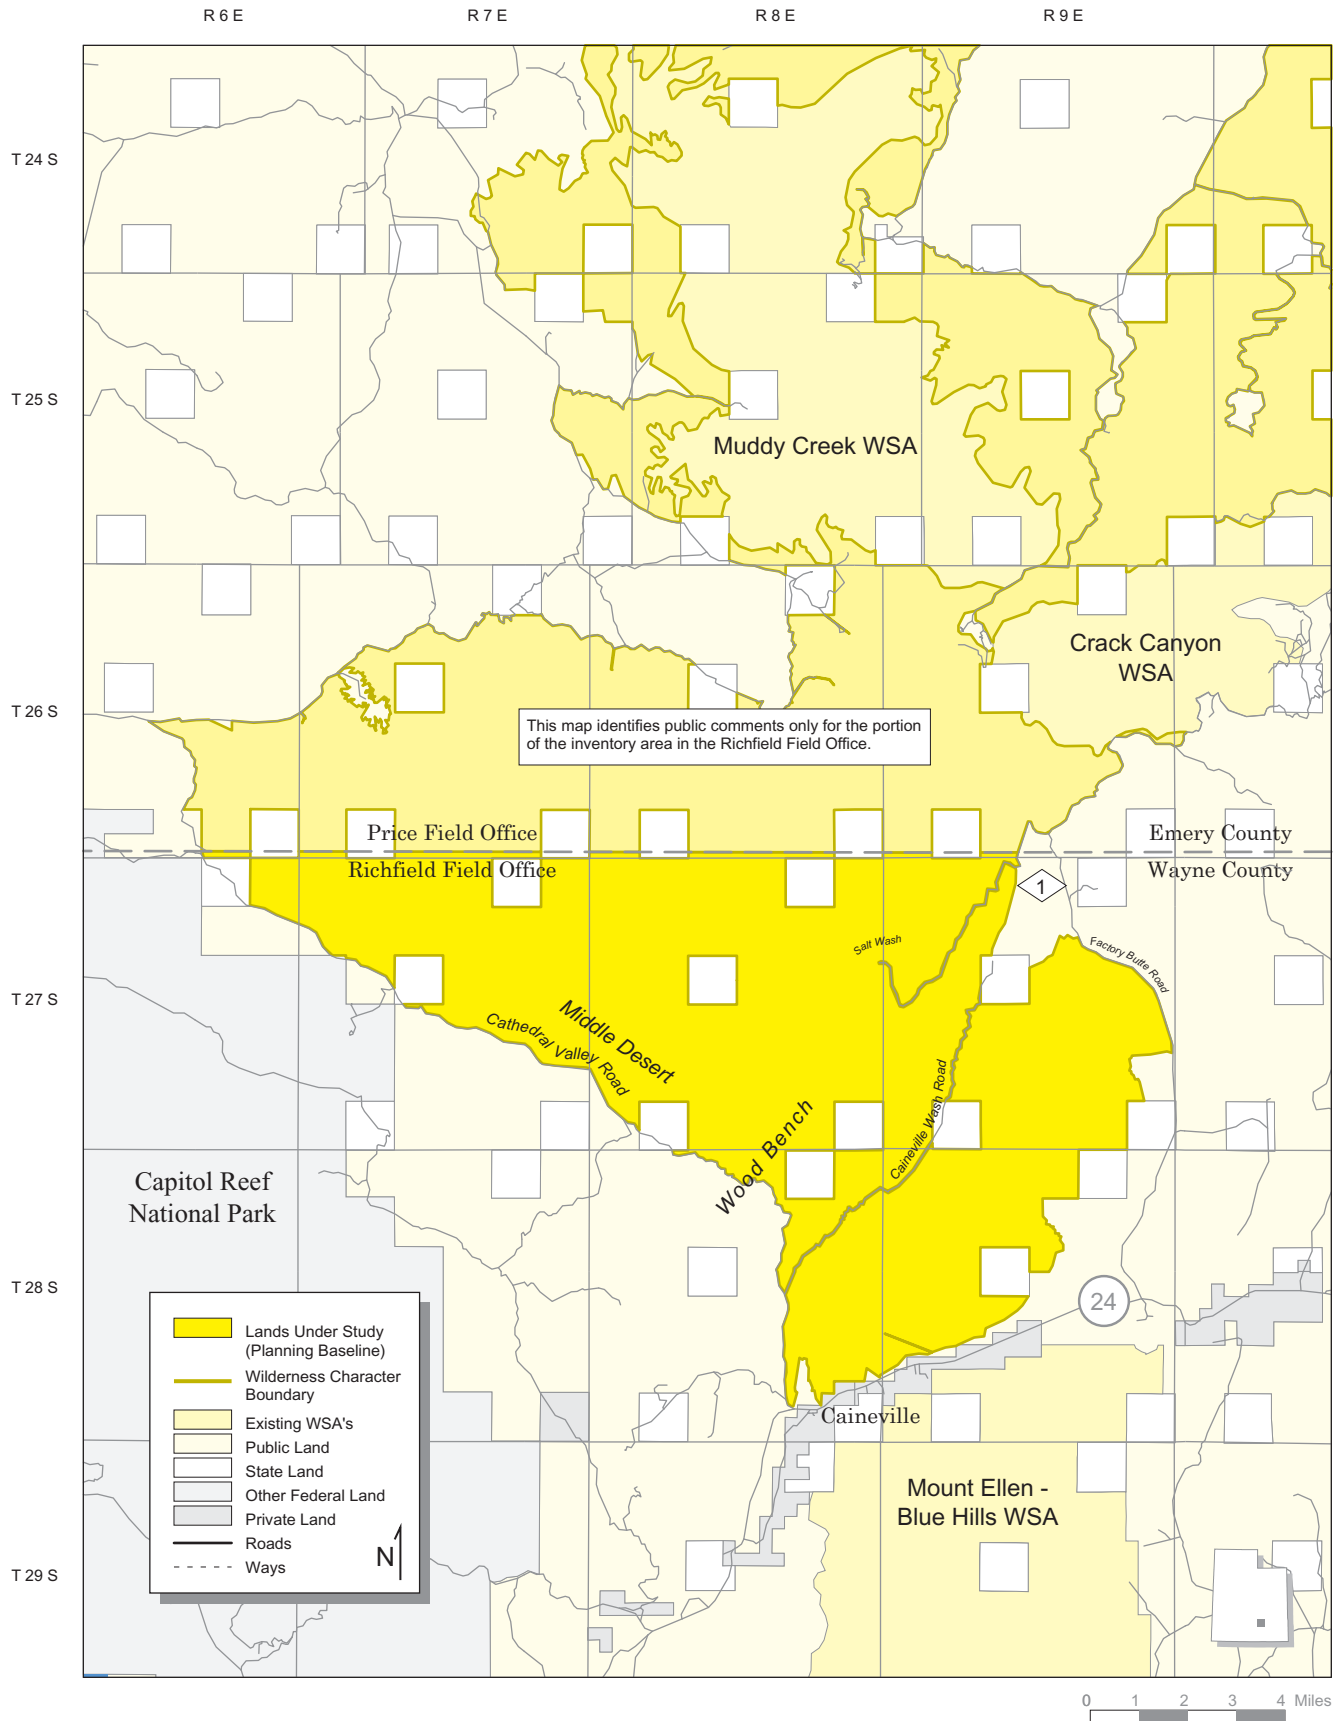 R 6 E
R 7 E
R 8 E
R 9 E
T 24 S
T 25 S
Muddy Creek WSA
Crack Canyon
WSA
T 26 S
This map identifies public comments only for the portion
of the inventory area in the Richfield Field Office.
Price Field Office
Emery County
Richfield Field Office
Wayne County
1
Salt Wash
Factory Butte Road
T 27 S
Middle Desert
Cathedral Valley Road
Caineville Wash Road
Wood Bench
Capitol Reef
National Park
T 28 S
24
Lands Under Study
(Planning Baseline)
Wilderness Character
Boundary
Existing WSA's
Public Land
State Land
Other Federal Land
Private Land
Roads
Ways
N
Caineville
Mount Ellen -
Blue Hills WSA
T 29 S
0 1 2 3 4 Miles